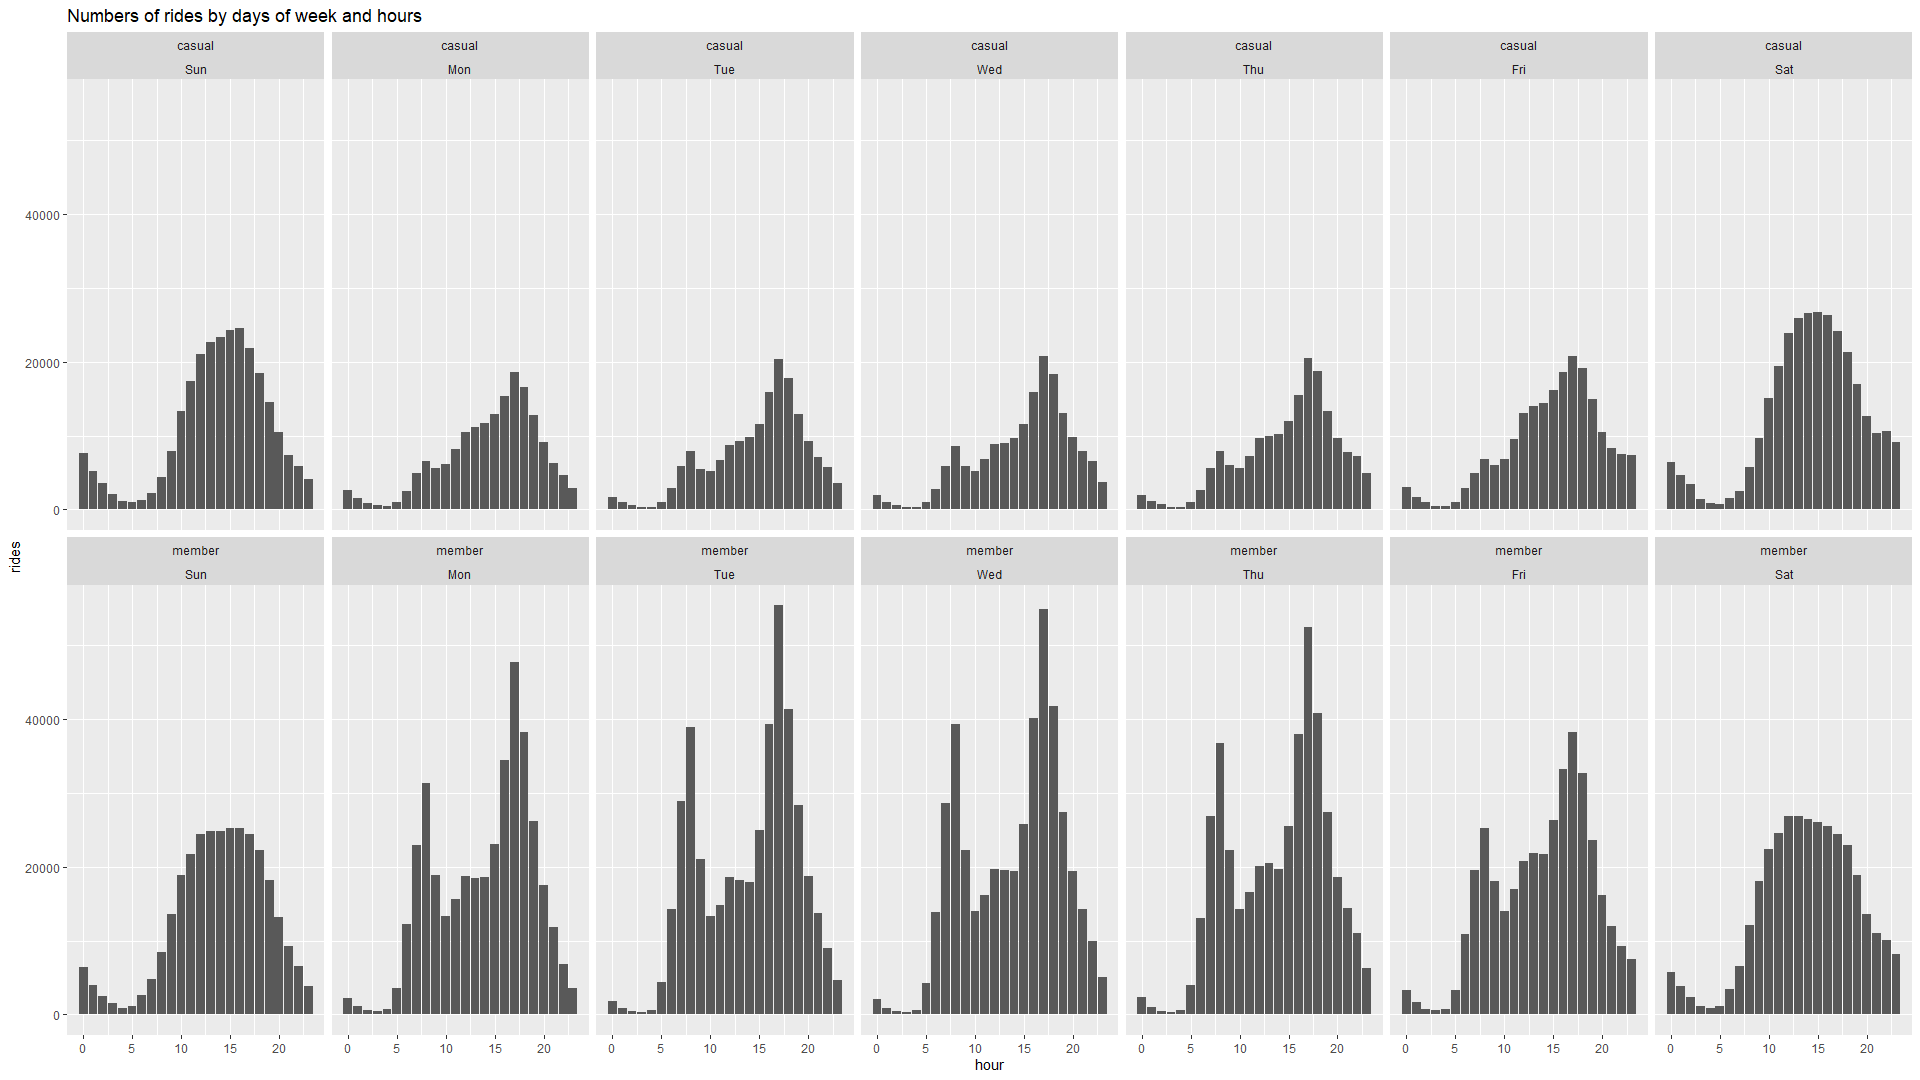 Numbers of rides by days of week and hours
casual casual casual casual casual casual casual
Sun Mon Tue Wed Thu Fri Sat
40000
20000
0
rides
member member member member member member member
Sun Mon Tue Wed Thu Fri Sat
40000
20000
0
0 5 10 15 20 0 5 10 15 20 0 5 10 15 20 0 5 10 15 20 0 5 10 15 20 0 5 10 15 20 0 5 10 15 20
hour